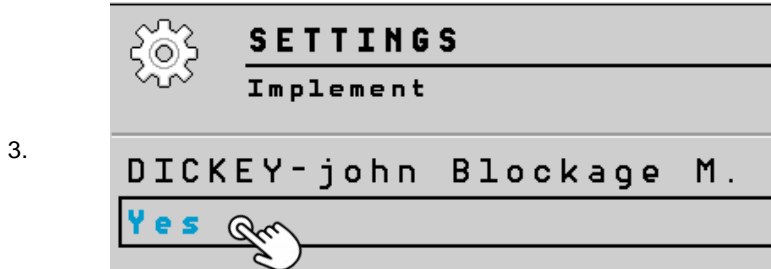 SETTINGS
Implement
3.
DICKEY-john Blockage M.
Yes